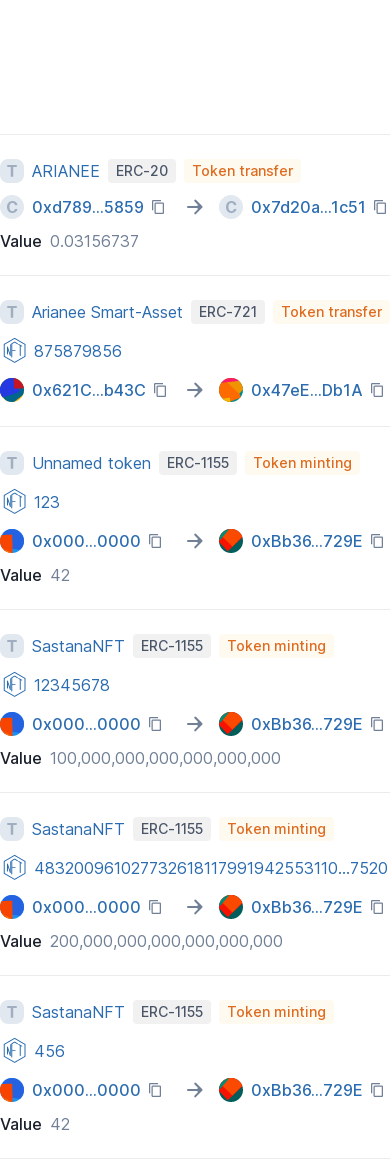 T ARIANEE ERC-20 Token transfer
C 0xd789...5859 → C 0x7d20a...1c51
Value 0.03156737
T Arianee Smart-Asset ERC-721 Token transfer
NFT 875879856
0x621C...b43C → 0x47eE...Db1A
T Unnamed token ERC-1155 Token minting
NFT 123
0x000...0000 → 0xBb36...729E
Value 42
T SastanaNFT ERC-1155 Token minting
NFT 12345678
0x000...0000 → 0xBb36...729E
Value 100,000,000,000,000,000,000
T SastanaNFT ERC-1155 Token minting
NFT 483200961027732618117991942553110...7520
0x000...0000 → 0xBb36...729E
Value 200,000,000,000,000,000,000
T SastanaNFT ERC-1155 Token minting
NFT 456
0x000...0000 → 0xBb36...729E
Value 42